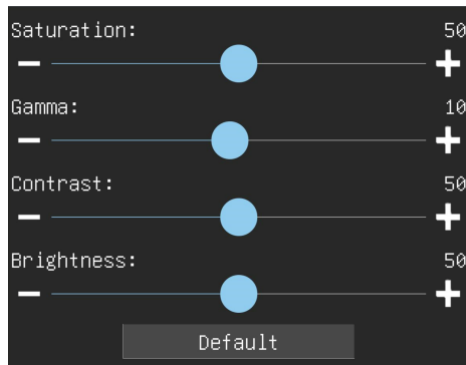 Saturation: 50
Gamma: 10
Contrast: 50
Brightness: 50
Default